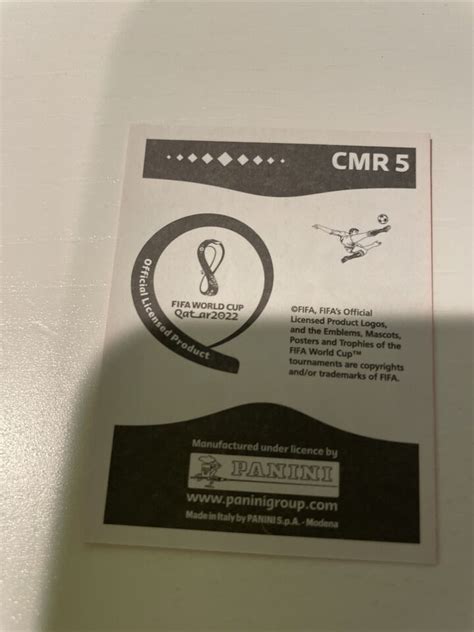 CMR 5
Official Licensed Product
FIFA WORLD CUP
Qatar2022
©FIFA, FIFA's Official
Licensed Product Logos,
and the Emblems, Mascots,
Posters and Trophies of the
FIFA World Cup™
tournaments are copyrights
and/or trademarks of FIFA.
Manufactured under licence by
PANINI
www.paninigroup.com
Made in Italy by PANINI S.p.A. - Modena